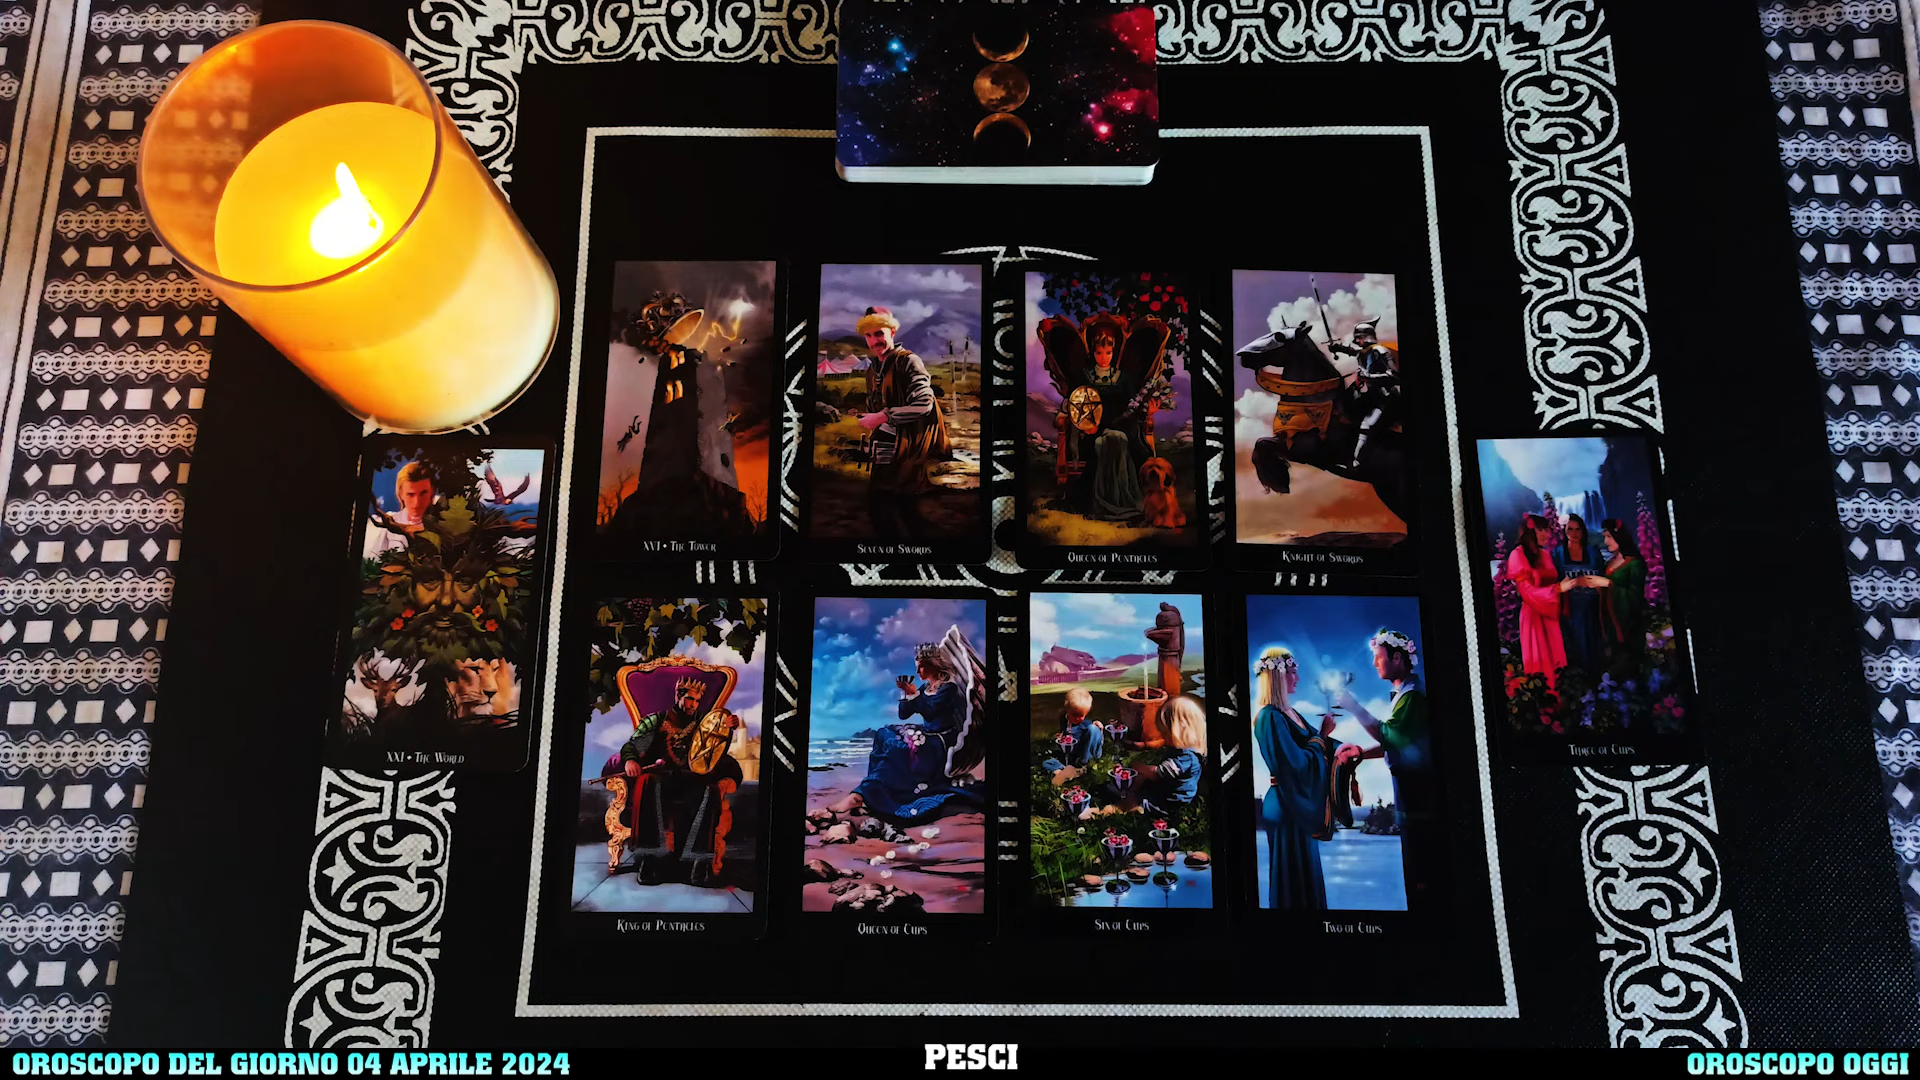 XVI • The Tower
Seven of Swords
Queen of Pentacles
Knight of Swords
XXI • The World
Three of Cups
King of Pentacles
Queen of Cups
Six of Cups
Two of Cups
OROSCOPO DEL GIORNO 04 APRILE 2024
PESCI
OROSCOPO OGGI